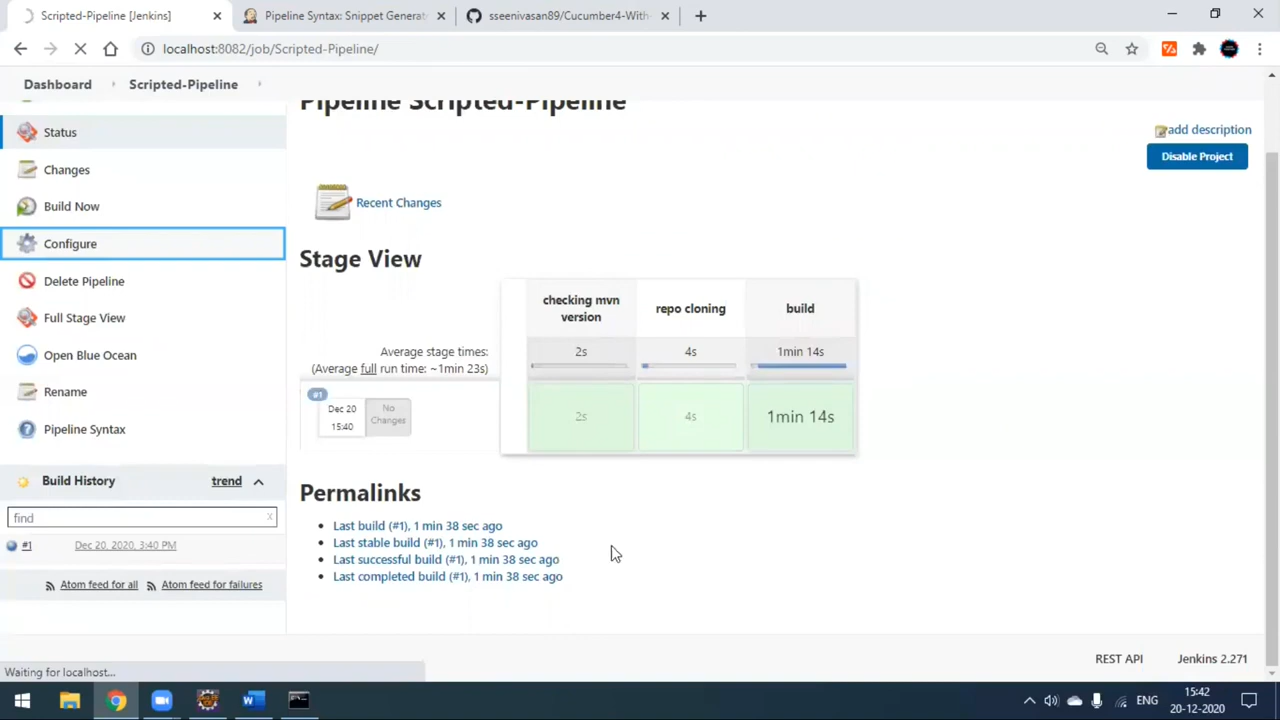 Scripted-Pipeline [Jenkins]
Pipeline Syntax: Snippet Generato
sseenivasan89/Cucumber4-With-
localhost:8082/job/Scripted-Pipeline/
Dashboard
Scripted-Pipeline
Pipeline Scripted-Pipeline
Status
Changes
Build Now
Configure
Delete Pipeline
Full Stage View
Open Blue Ocean
Rename
Pipeline Syntax
Build History
trend
find
x
#1
Dec 20, 2020, 3:40 PM
Atom feed for all
Atom feed for failures
add description
Disable Project
Recent Changes
Stage View
checking mvn
version
repo cloning
build
Average stage times:
(Average full run time: ~1min 23s)
2s
4s
1min 14s
#1
Dec 20
15:40
No
Changes
2s
4s
1min 14s
Permalinks
Last build (#1), 1 min 38 sec ago
Last stable build (#1), 1 min 38 sec ago
Last successful build (#1), 1 min 38 sec ago
Last completed build (#1), 1 min 38 sec ago
REST API
Jenkins 2.271
Waiting for localhost...
ENG
15:42
20-12-2020